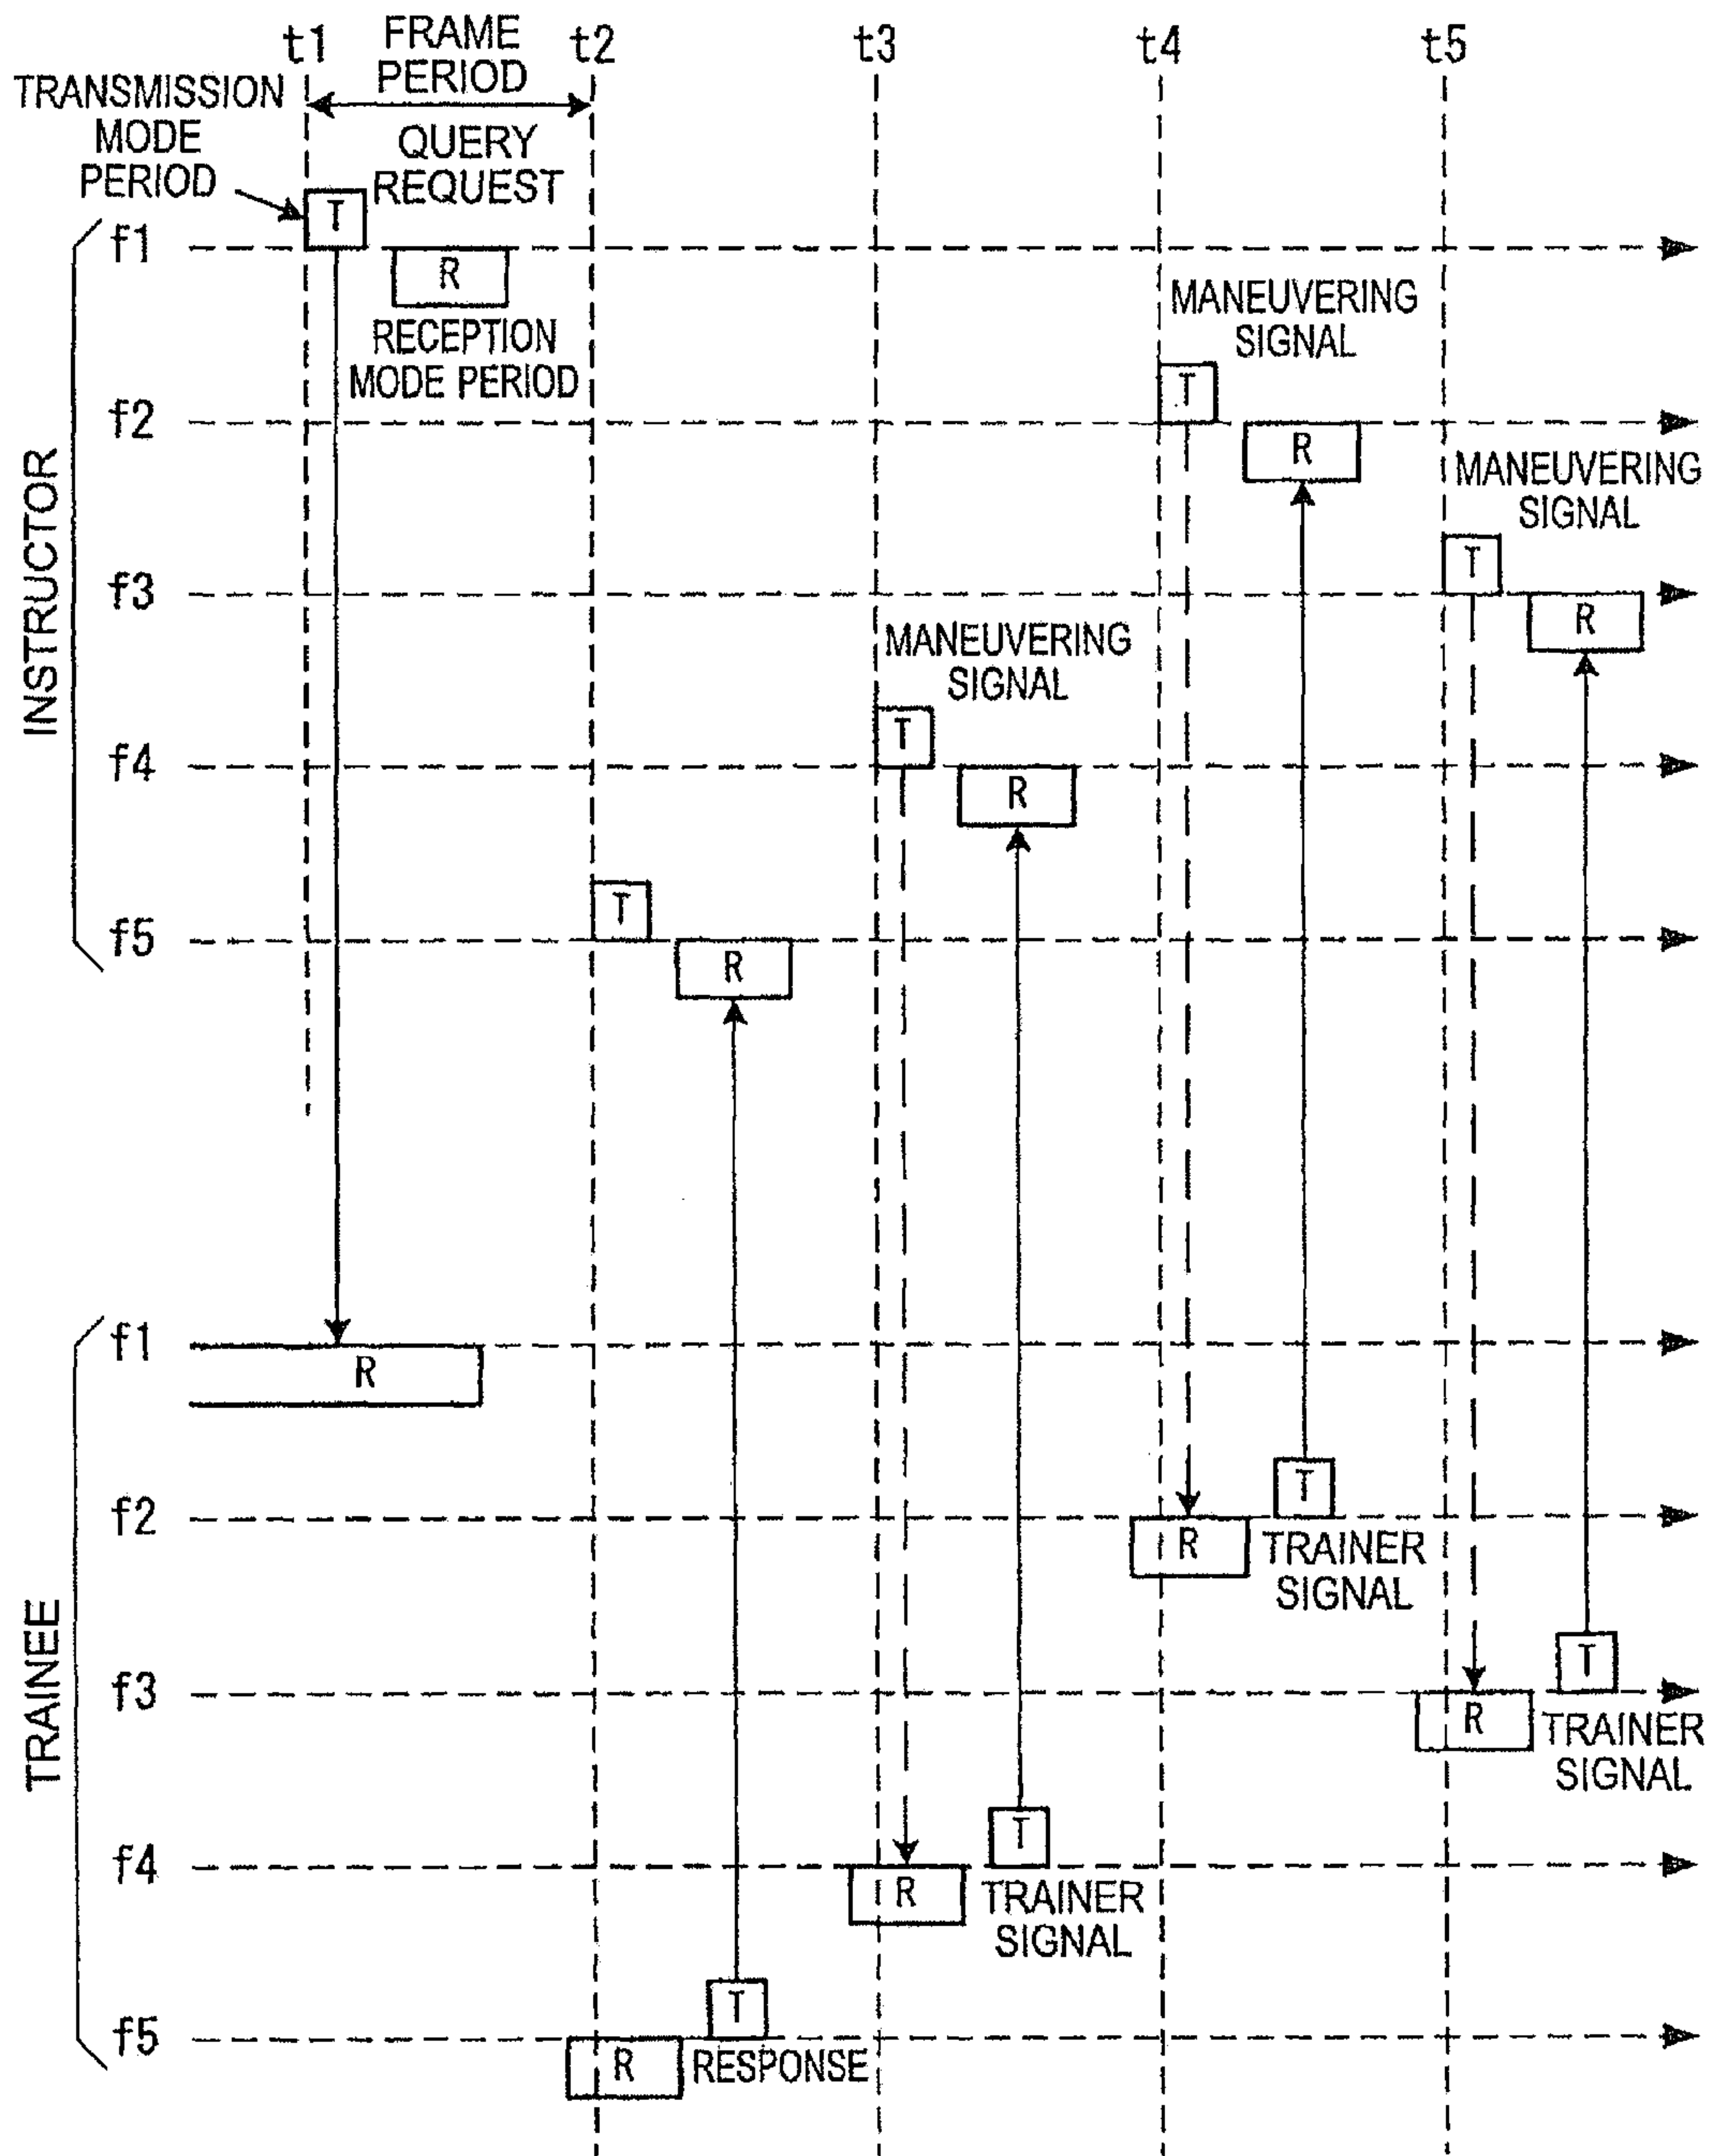 t1
FRAME
PERIOD
t2
t3
t4
t5
TRANSMISSION
MODE
PERIOD
QUERY
REQUEST
T
INSTRUCTOR
f1
R
RECEPTION
MODE PERIOD
MANEUVERING
SIGNAL
T
f2
R
MANEUVERING
SIGNAL
T
f3
R
MANEUVERING
SIGNAL
T
f4
R
T
f5
R
TRAINEE
f1
R
T
f2
R
TRAINER
SIGNAL
T
f3
R
TRAINER
SIGNAL
T
f4
R
TRAINER
SIGNAL
T
f5
R
RESPONSE